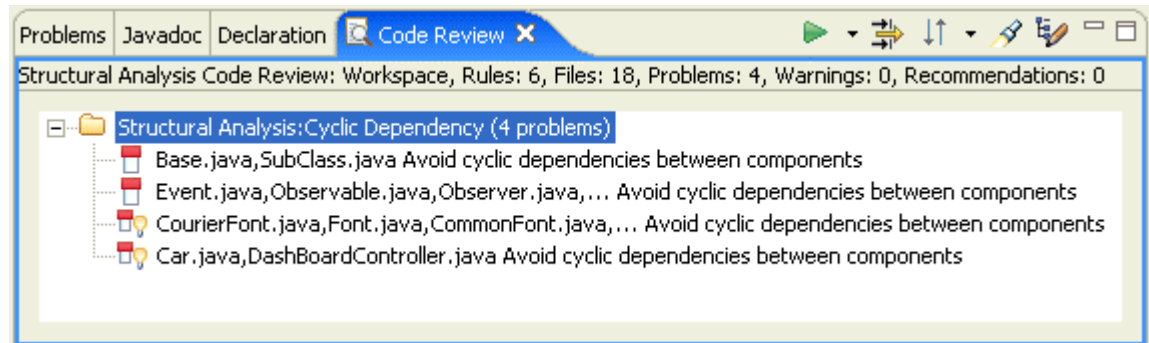 Problems Javadoc Declaration Code Review
Structural Analysis Code Review: Workspace, Rules: 6, Files: 18, Problems: 4, Warnings: 0, Recommendations: 0
Structural Analysis:Cyclic Dependency (4 problems)
Base.java,SubClass.java Avoid cyclic dependencies between components
Event.java,Observable.java,Observer.java,... Avoid cyclic dependencies between components
CourierFont.java,Font.java,CommonFont.java,... Avoid cyclic dependencies between components
Car.java,DashBoardController.java Avoid cyclic dependencies between components